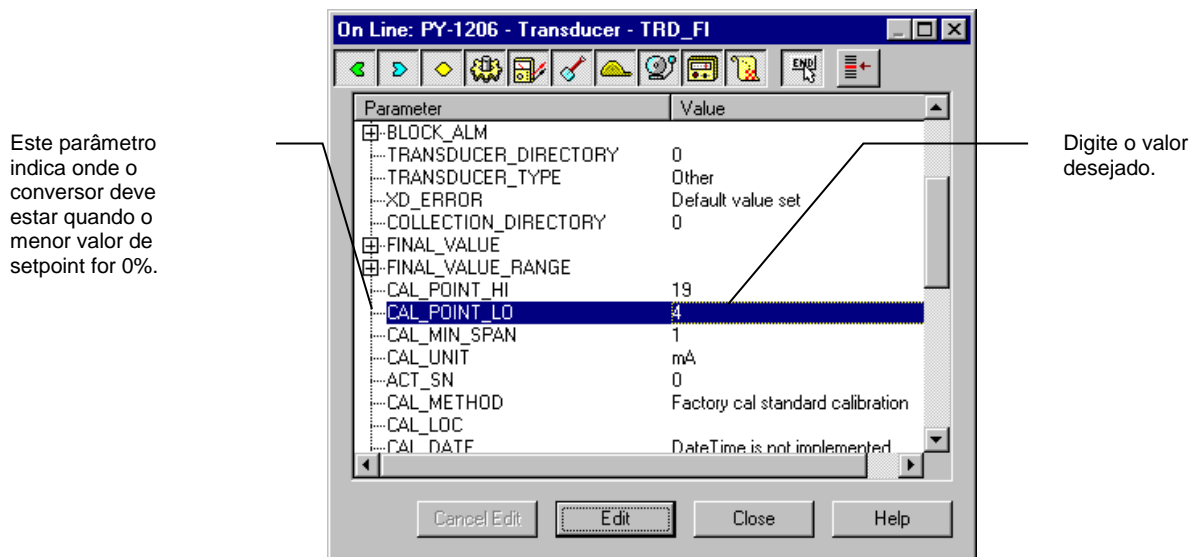 On Line: PY-1206 - Transducer - TRD_FI
END
Parameter Value
BLOCK_ALM
TRANSDUCER_DIRECTORY 0
TRANSDUCER_TYPE Other
XD_ERROR Default value set
COLLECTION_DIRECTORY 0
FINAL_VALUE
FINAL_VALUE_RANGE
CAL_POINT_HI 19
CAL_POINT_LO 4
CAL_MIN_SPAN 1
CAL_UNIT mA
ACT_SN 0
CAL_METHOD Factory cal standard calibration
CAL_LOC
CAL_DATE DateTime is not implemented
Cancel Edit Edit Close Help
Este parâmetro
indica onde o
conversor deve
estar quando o
menor valor de
setpoint for 0%.
Digite o valor
desejado.